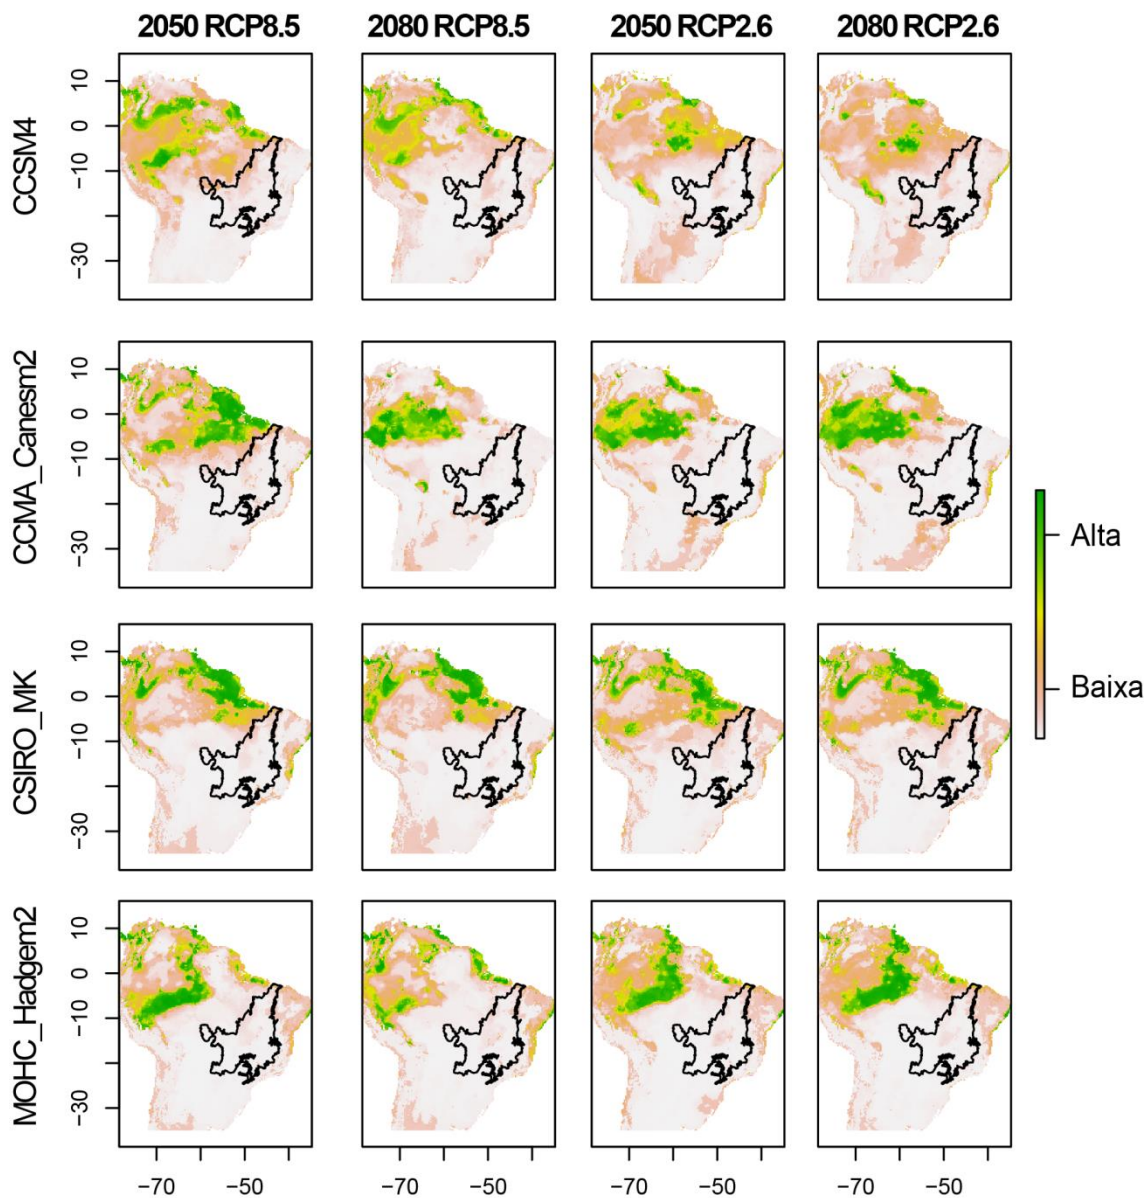 2050 RCP8.5 2080 RCP8.5 2050 RCP2.6 2080 RCP2.6
CCSM4
10
0
−10
−30
CCMA_Canesm2
10
0
−10
−30
Alta
Baixa
CSIRO_MK
10
0
−10
−30
MOHC_Hadgem2
10
0
−10
−30
−70 −50 −70 −50 −70 −50 −70 −50